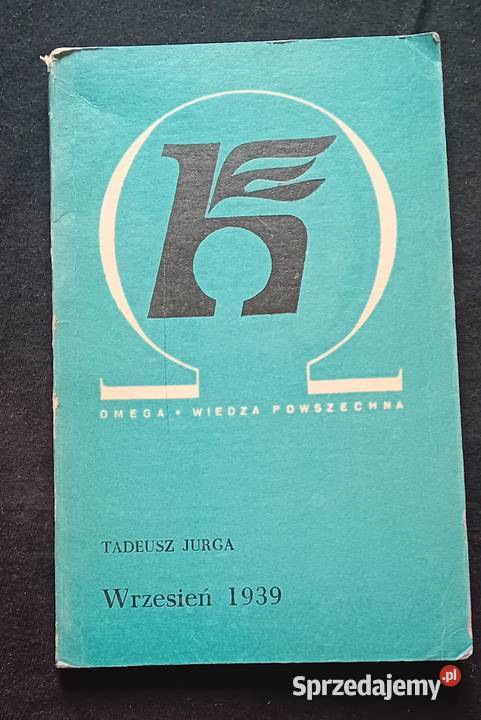 OMEGA • WIEDZA POWSZECHNA
TADEUSZ JURGA
Wrzesień 1939
Sprzedajemy.pl